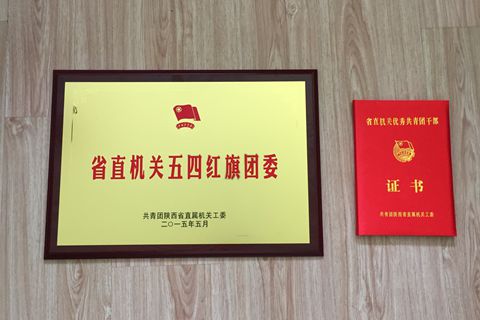 省直机关五四红旗团委
共青团陕西省直属机关工委
二〇一五年五月
省直机关优秀共青团干部
证书
共青团陕西省直属机关工委